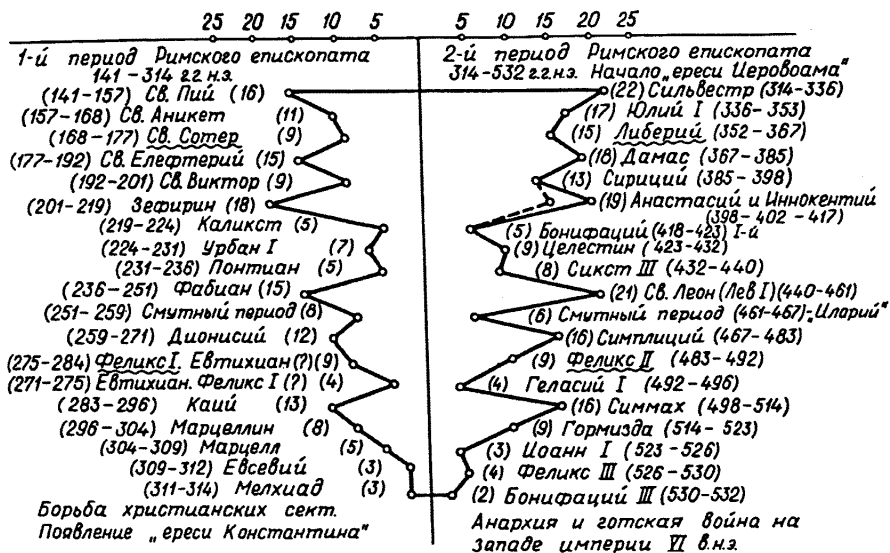 25 20 15 10 5 5 10 15 20 25
1-й период Римского епископата
141-314 г.г н.э.
2-й период Римского епископата
314-532 г.г н.э. Начало „ереси Иеровоама"
(141-157) Св. Пий (16)
(22) Сильвестр (314-336)
(157-168) Св. Аникет (11)
(17) Юлий I (336-353)
(168-177) Св. Сотер (9)
(15) Либерий (352-367)
(177-192) Св. Елефтерий (15)
(18) Дамас (367-385)
(192-201) Св. Виктор (9)
(13) Сириций (385-398)
(201-219) Зефирин (18)
(19) Анастасий и Иннокентий
(398-402-417)
(219-224) Каликст (5)
(5) Бонифаций (418-423) I-й
(224-231) Урбан I (7)
(9) Целестин (423-432)
(231-236) Понтиан (5)
(8) Сикст III (432-440)
(236-251) Фабиан (15)
(21) Св. Леон (Лев I) (440-461)
(251-259) Смутный период (8)
(6) Смутный период (461-467)-„Иларий"
(259-271) Дионисий (12)
(16) Симплиций (467-483)
(275-284) Феликс I. Евтихиан (?) (9)
(9) Феликс II (483-492)
(271-275) Евтихиан. Феликс I (?) (4)
(4) Геласий I (492-496)
(283-296) Каий (13)
(16) Симмах (498-514)
(296-304) Марцеллин (8)
(9) Гормизда (514-523)
(304-309) Марцелл (5)
(3) Иоанн I (523-526)
(309-312) Евсевий (3)
(4) Феликс III (526-530)
(311-314) Мелхиад (3)
(2) Бонифаций III (530-532)
Борьба христианских сект.
Появление „ереси Константина"
Анархия и готская война на
западе империи VI в.н.э.